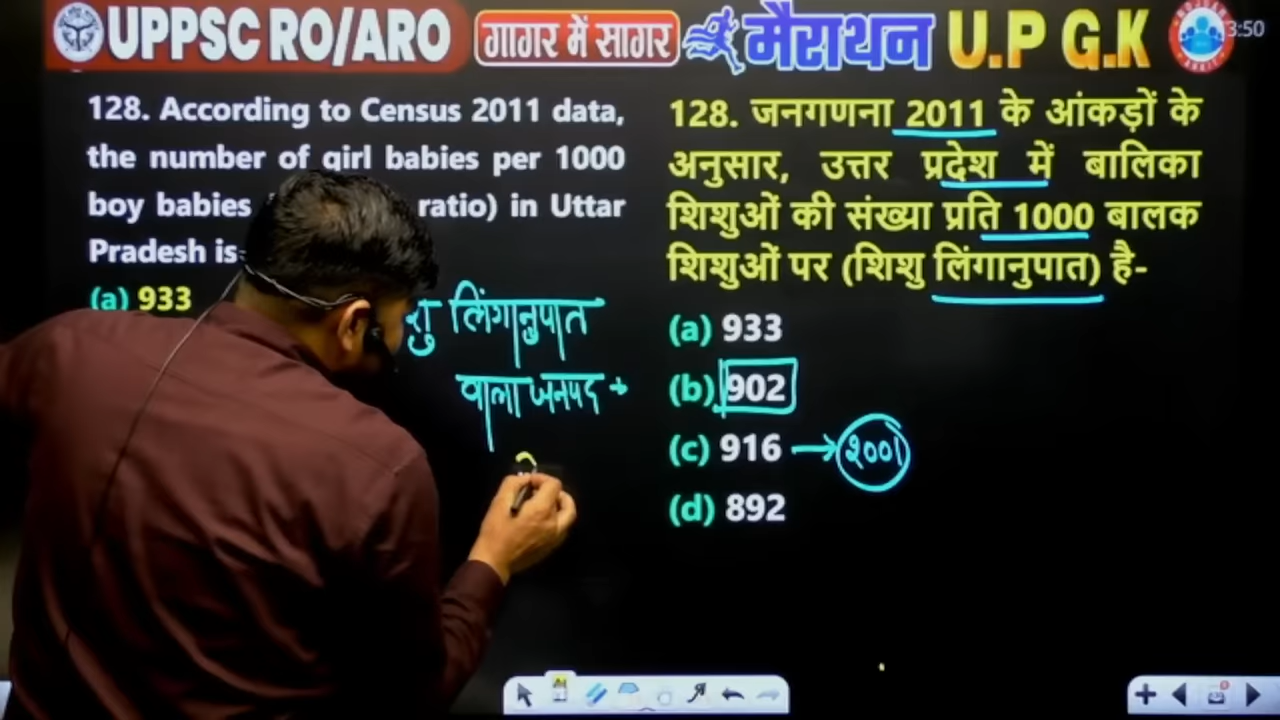 UPPSC RO/ARO गागर में सागर मैराथन U.P G.K 3:50
128. According to Census 2011 data,
the number of girl babies per 1000
boy babies ratio) in Uttar
Pradesh is-
(a) 933
128. जनगणना 2011 के आंकड़ों के
अनुसार, उत्तर प्रदेश में बालिका
शिशुओं की संख्या प्रति 1000 बालक
शिशुओं पर (शिशु लिंगानुपात) है-
(a) 933
(b) 902
(c) 916 → २००१
(d) 892
शु लिंगानुपात
वाला जनपद →